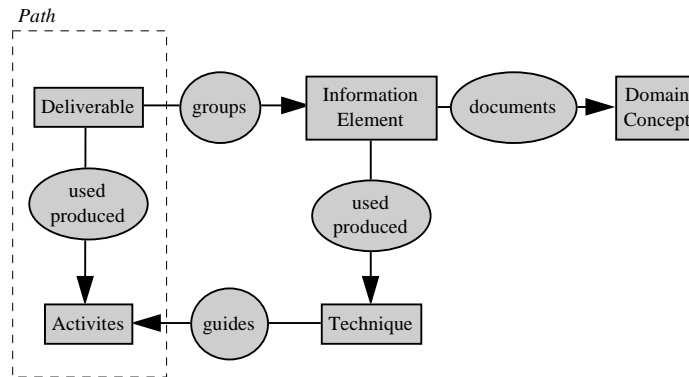 Path
Deliverable
groups
Information
Element
documents
Domain
Concept
used
produced
used
produced
Activites
guides
Technique